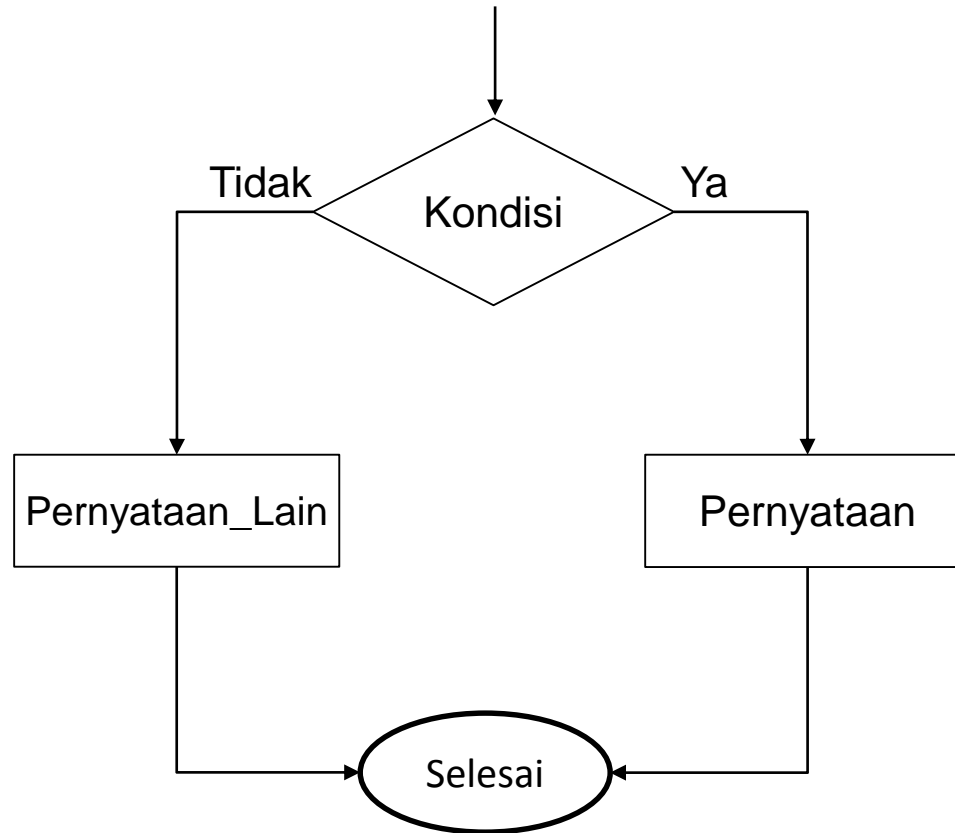 Tidak
Ya
Kondisi
Pernyataan_Lain
Pernyataan
Selesai